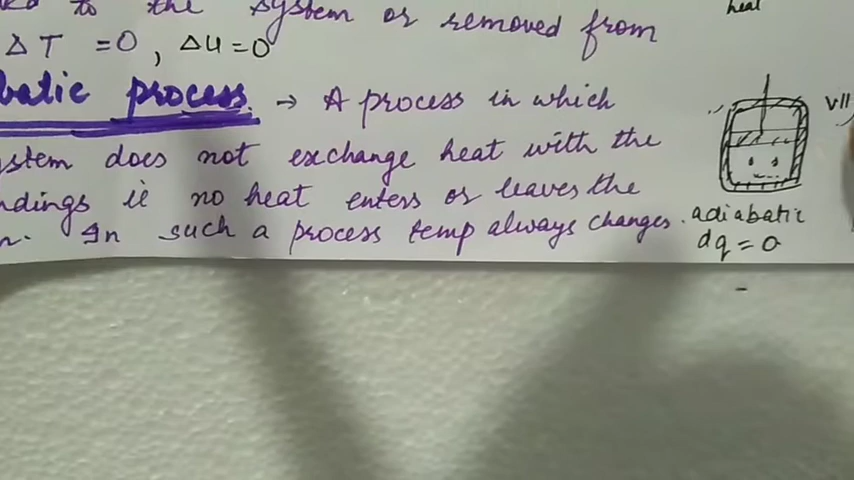 to the system or removed from
heat
ΔT =0, ΔU=0
batic process. → A process in which
V11
stem does not exchange heat with the
ndings ie no heat enters or leaves the
n. In such a process temp always changes.
adiabatic
dq = 0